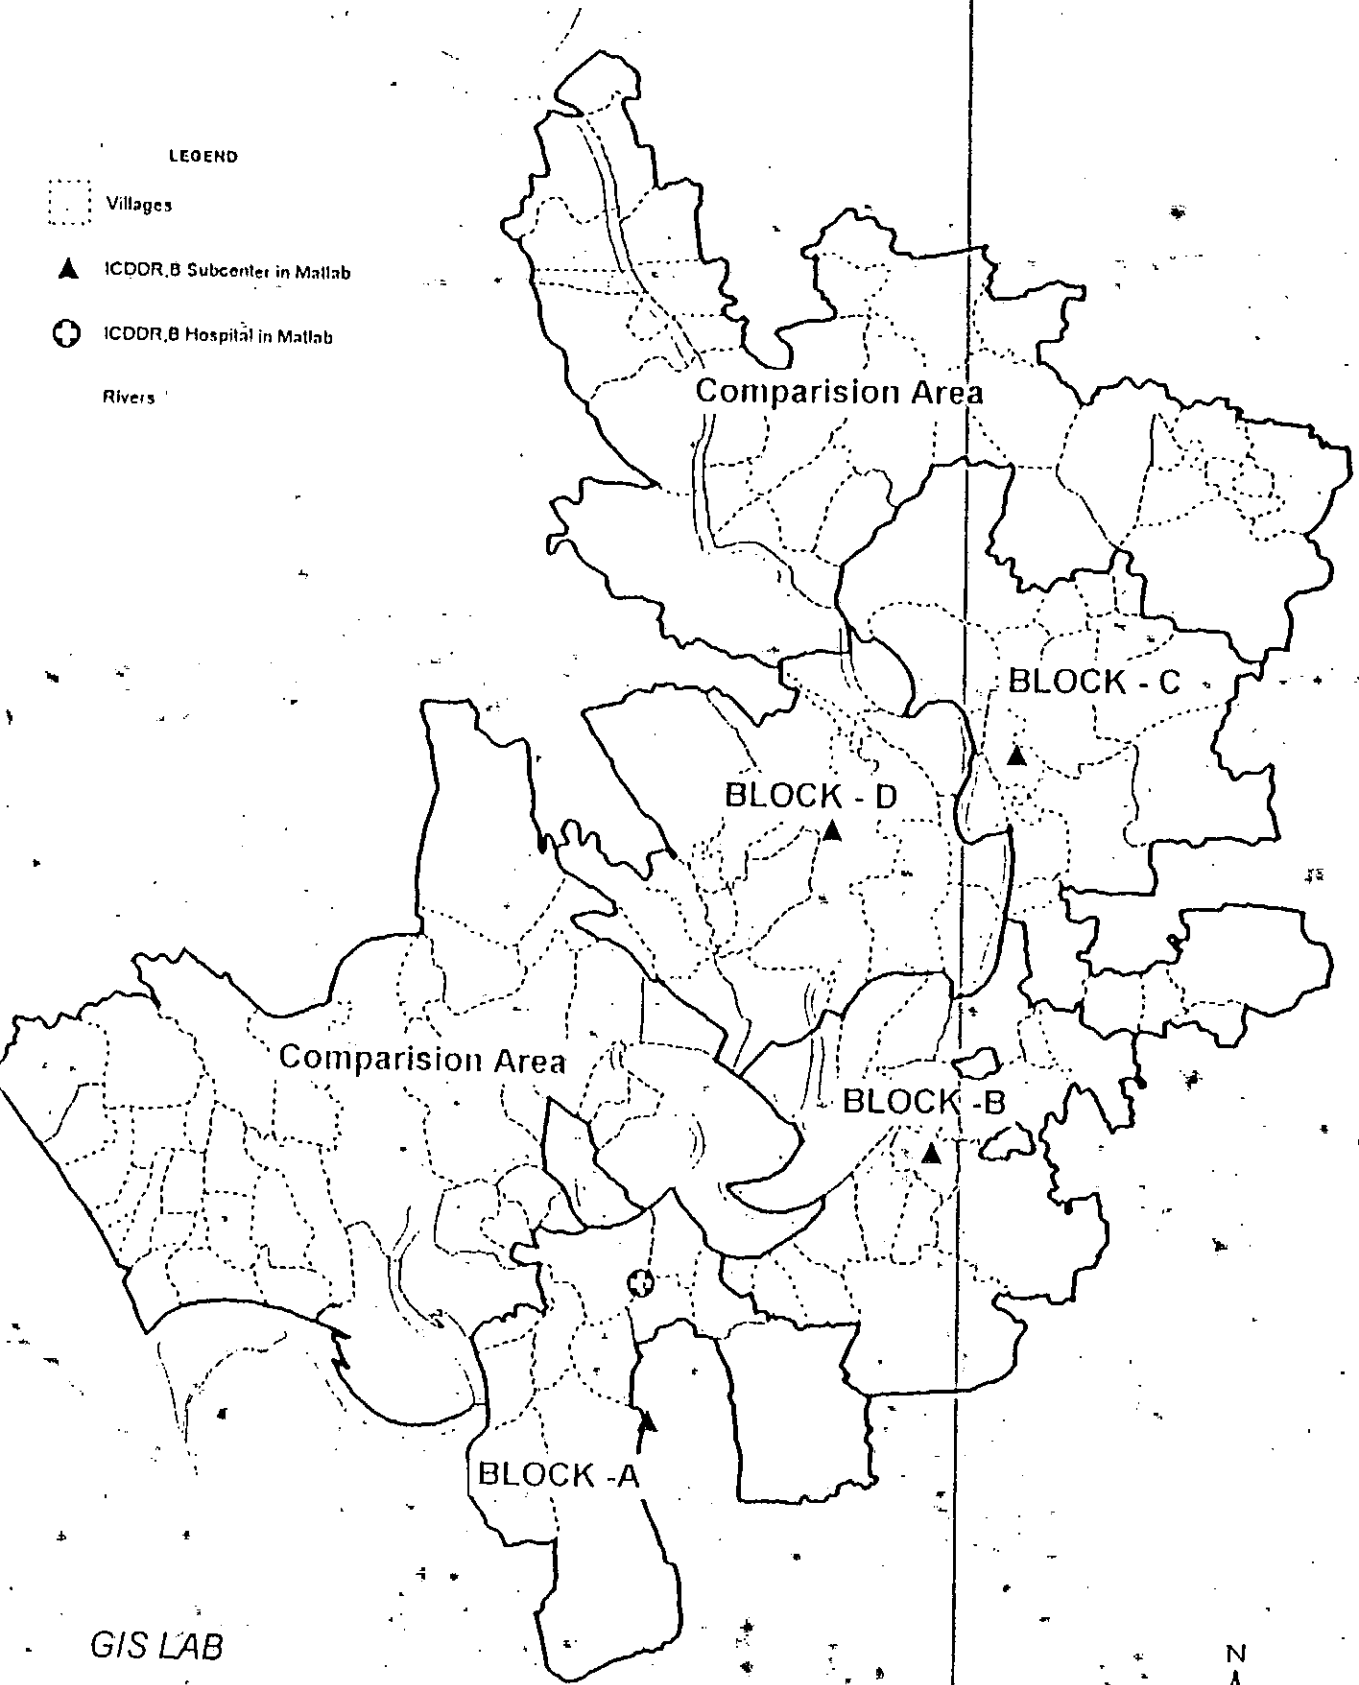 LEGEND
Villages
ICDDR,B Subcenter in Matlab
ICDDR,B Hospital in Matlab
Rivers
Comparision Area
BLOCK - C
BLOCK - D
Comparision Area
BLOCK -B
BLOCK -A
GIS LAB
N